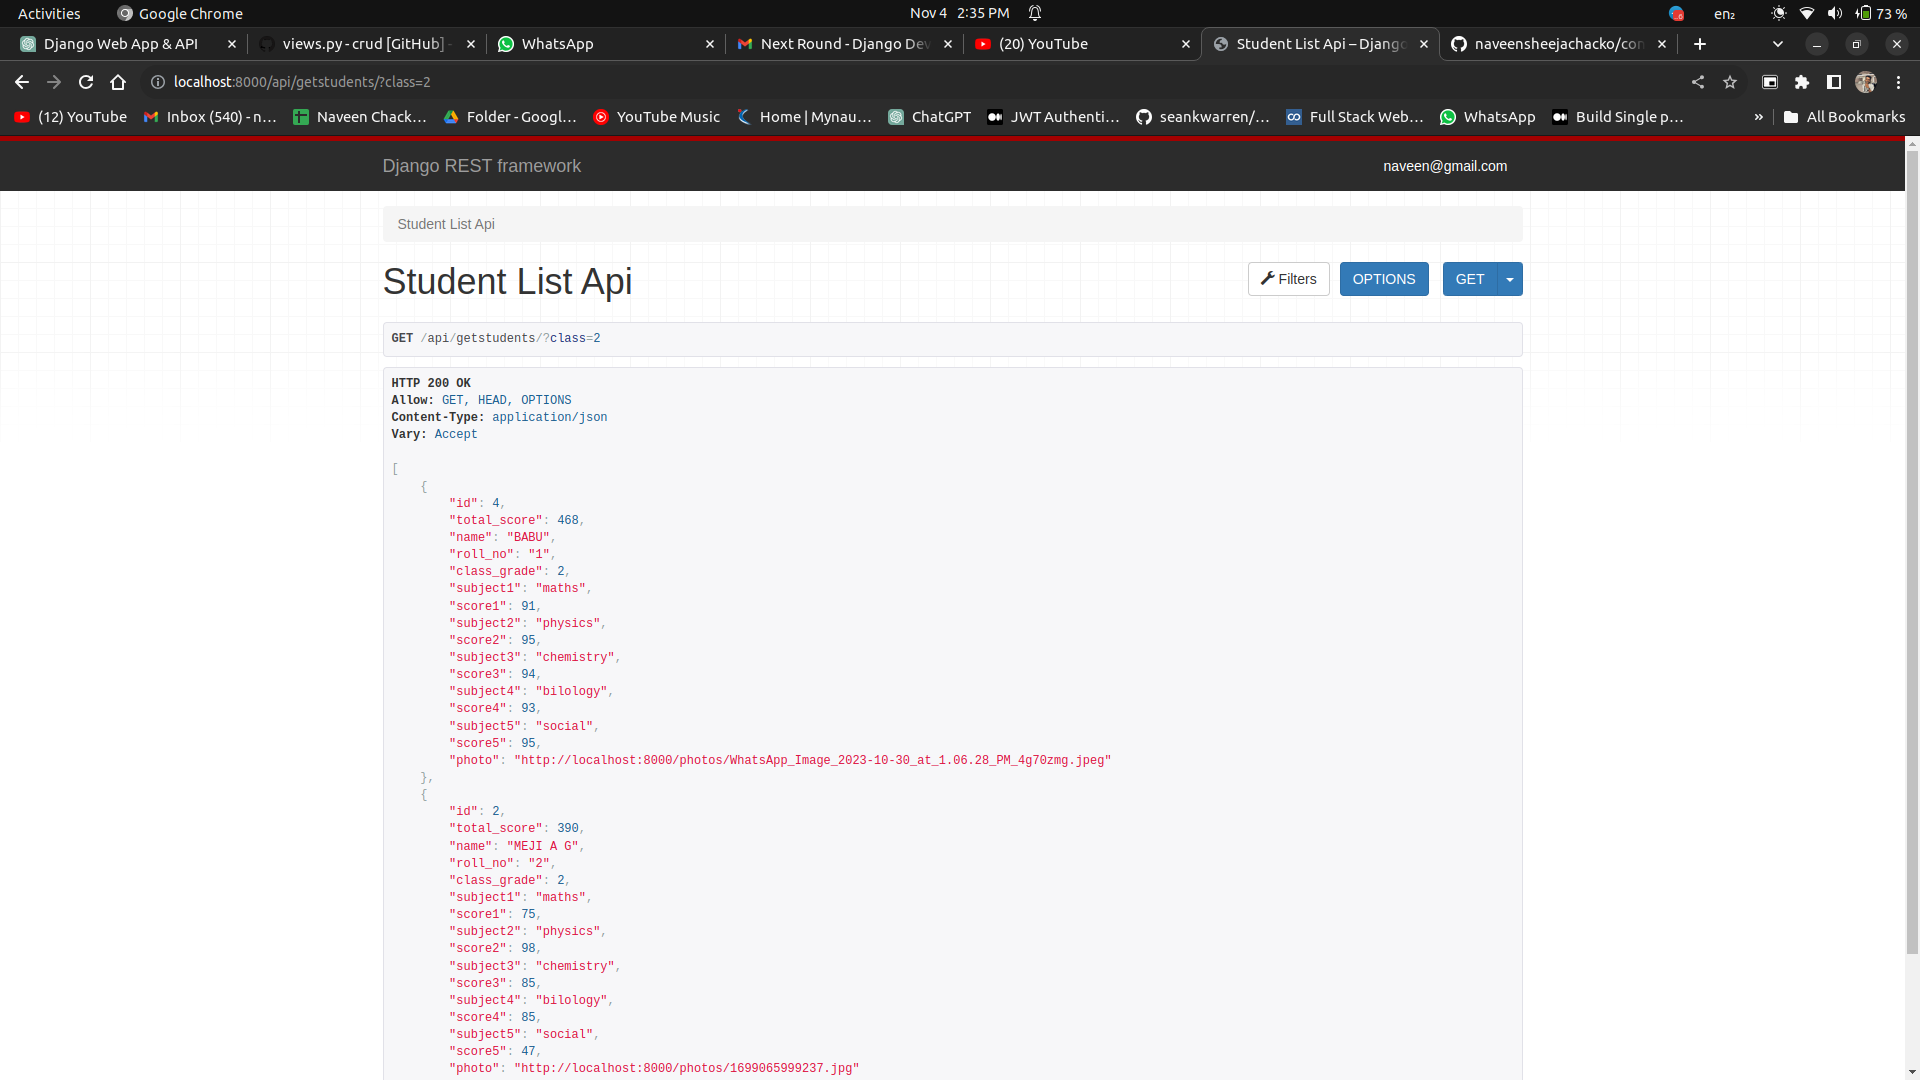 Activities Google Chrome Nov 4 2:35 PM en₂ 73 %
Django Web App & API views.py - crud [GitHub] - WhatsApp Next Round - Django Dev (20) YouTube Student List Api – Django naveensheejachacko/con
localhost:8000/api/getstudents/?class=2
(12) YouTube Inbox (540) - n... Naveen Chack... Folder - Googl... YouTube Music Home | Mynau... ChatGPT JWT Authenti... seankwarren/... Full Stack Web... WhatsApp Build Single p... » All Bookmarks
Django REST framework naveen@gmail.com
Student List Api
Student List Api Filters OPTIONS GET
GET /api/getstudents/?class=2
HTTP 200 OK
Allow: GET, HEAD, OPTIONS
Content-Type: application/json
Vary: Accept
[
{
"id": 4,
"total_score": 468,
"name": "BABU",
"roll_no": "1",
"class_grade": 2,
"subject1": "maths",
"score1": 91,
"subject2": "physics",
"score2": 95,
"subject3": "chemistry",
"score3": 94,
"subject4": "bilology",
"score4": 93,
"subject5": "social",
"score5": 95,
"photo": "http://localhost:8000/photos/WhatsApp_Image_2023-10-30_at_1.06.28_PM_4g70zmg.jpeg"
},
{
"id": 2,
"total_score": 390,
"name": "MEJI A G",
"roll_no": "2",
"class_grade": 2,
"subject1": "maths",
"score1": 75,
"subject2": "physics",
"score2": 98,
"subject3": "chemistry",
"score3": 85,
"subject4": "bilology",
"score4": 85,
"subject5": "social",
"score5": 47,
"photo": "http://localhost:8000/photos/1699065999237.jpg"